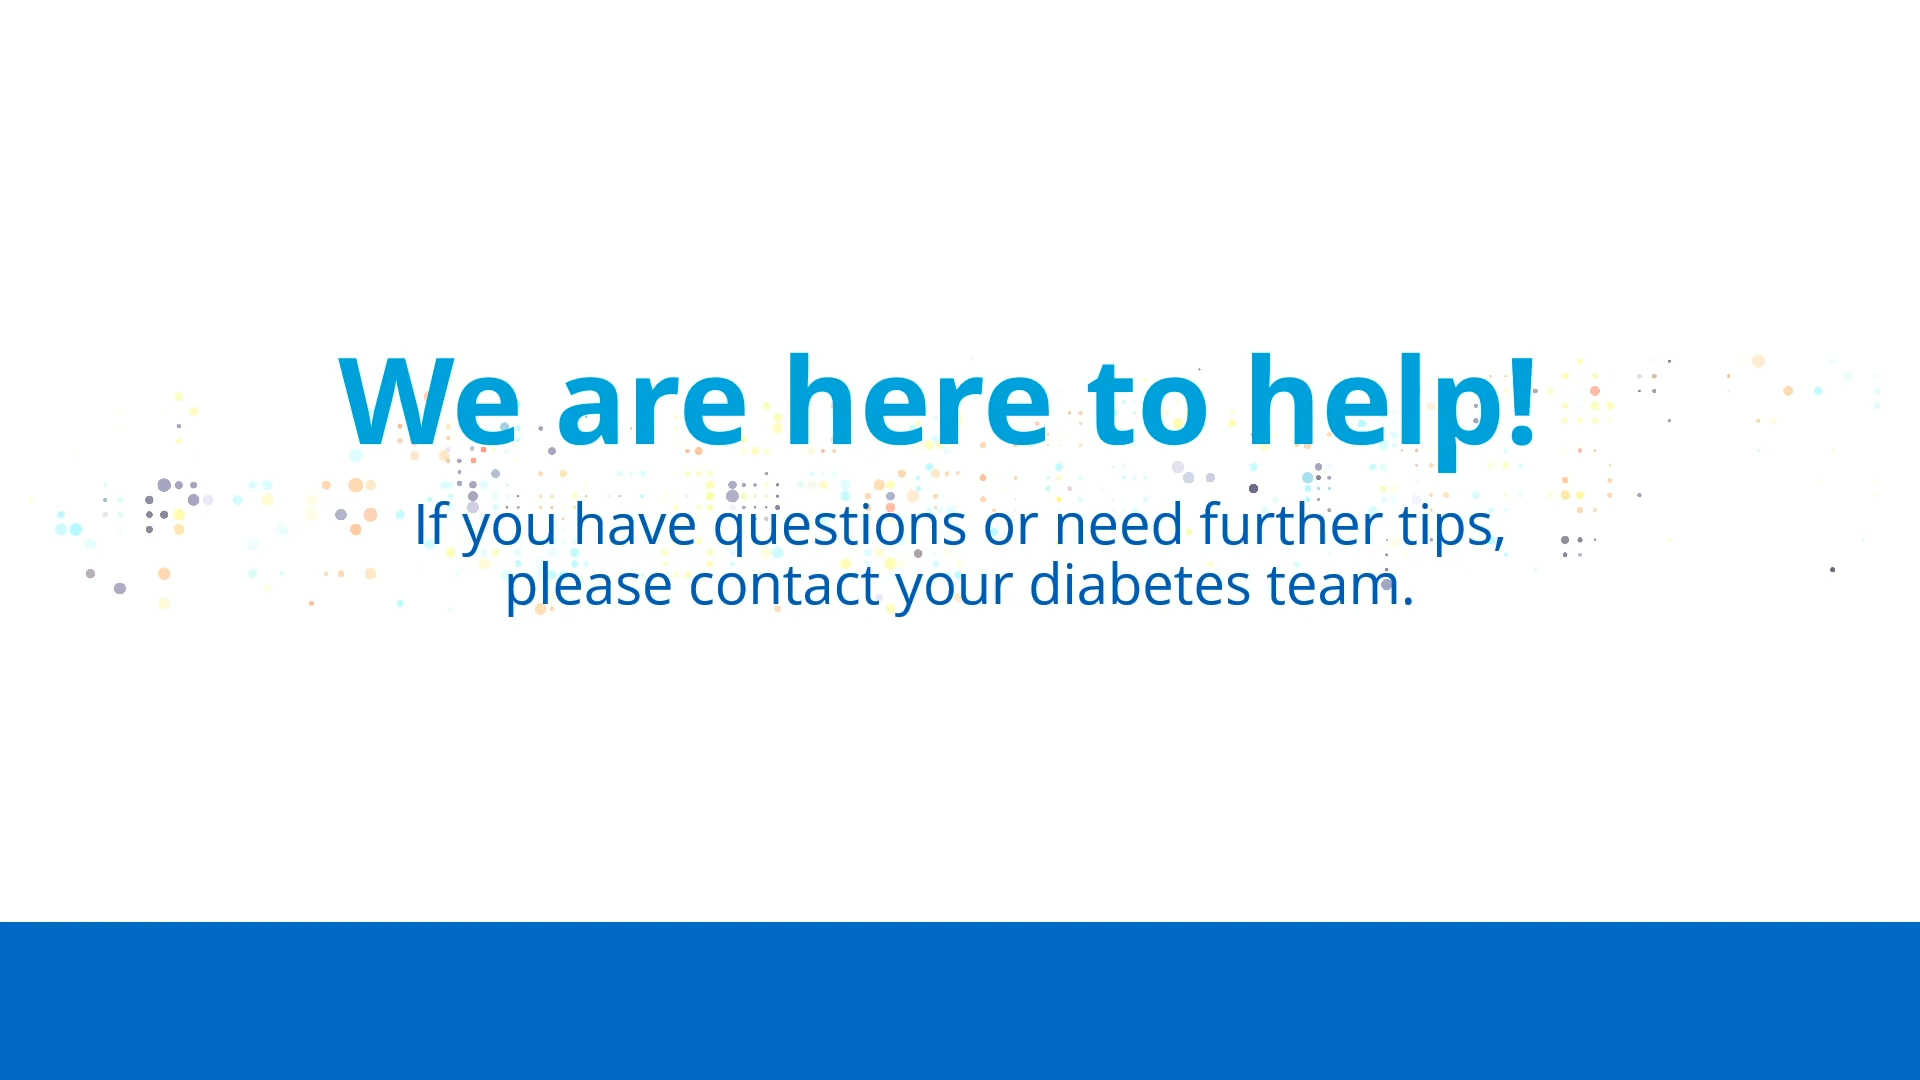 We are here to help!
If you have questions or need further tips,
please contact your diabetes team.